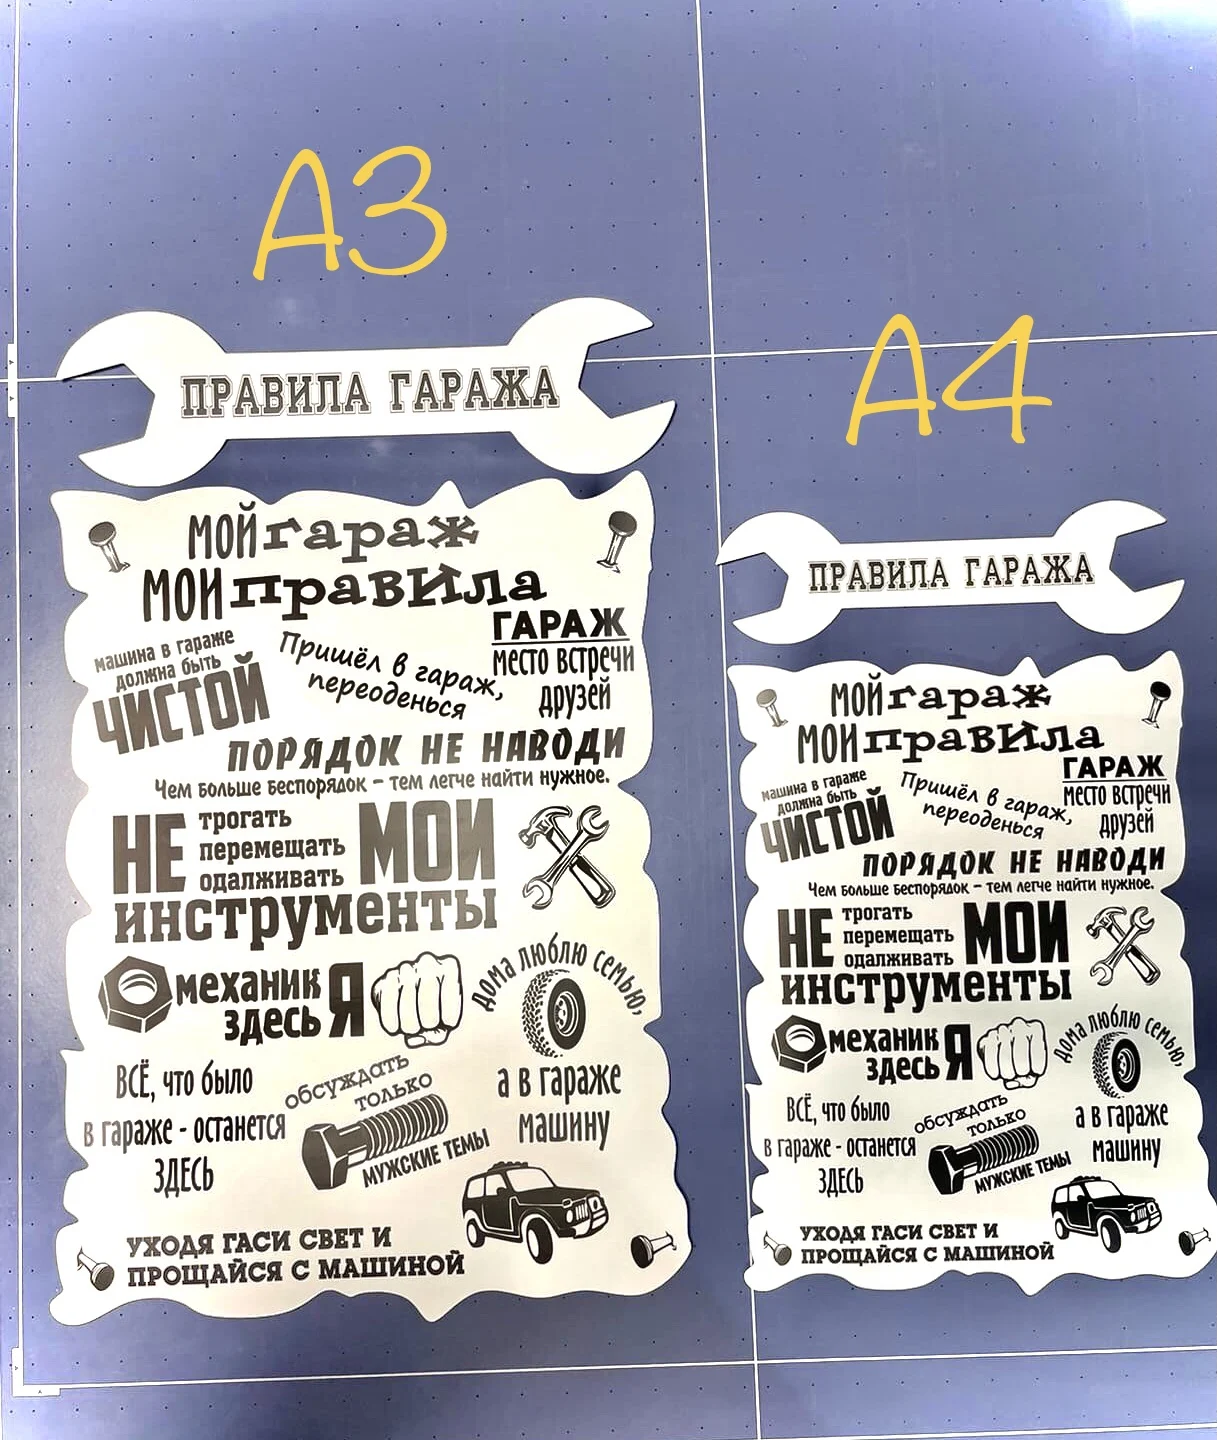 А3
ПРАВИЛА ГАРАЖА
МОЙ гараж
МОИ правила
машина в гараже
должна быть
ЧИСТОЙ
Пришёл в гараж,
переоденься
ГАРАЖ
МЕСТО ВСТРЕЧИ
ДРУЗЕЙ
ПОРЯДОК НЕ НАВОДИ
Чем больше беспорядок – тем легче найти нужное.
НЕ
трогать
перемещать
одалживать
МОИ
инструменты
механик
здесь
Я
дома люблю семью,
а в гараже
машину
ВСЁ, что было
в гараже - останется
ЗДЕСЬ
обсуждать
только
МУЖСКИЕ ТЕМЫ
УХОДЯ ГАСИ СВЕТ И
ПРОЩАЙСЯ С МАШИНОЙ
А4
ПРАВИЛА ГАРАЖА
МОЙ гараж
МОИ правила
машина в гараже
должна быть
ЧИСТОЙ
Пришёл в гараж,
переоденься
ГАРАЖ
МЕСТО ВСТРЕЧИ
ДРУЗЕЙ
ПОРЯДОК НЕ НАВОДИ
Чем больше беспорядок – тем легче найти нужное.
НЕ
трогать
перемещать
одалживать
МОИ
инструменты
механик
здесь
Я
дома люблю семью,
а в гараже
машину
ВСЁ, что было
в гараже - останется
ЗДЕСЬ
обсуждать
только
МУЖСКИЕ ТЕМЫ
УХОДЯ ГАСИ СВЕТ И
ПРОЩАЙСЯ С МАШИНОЙ